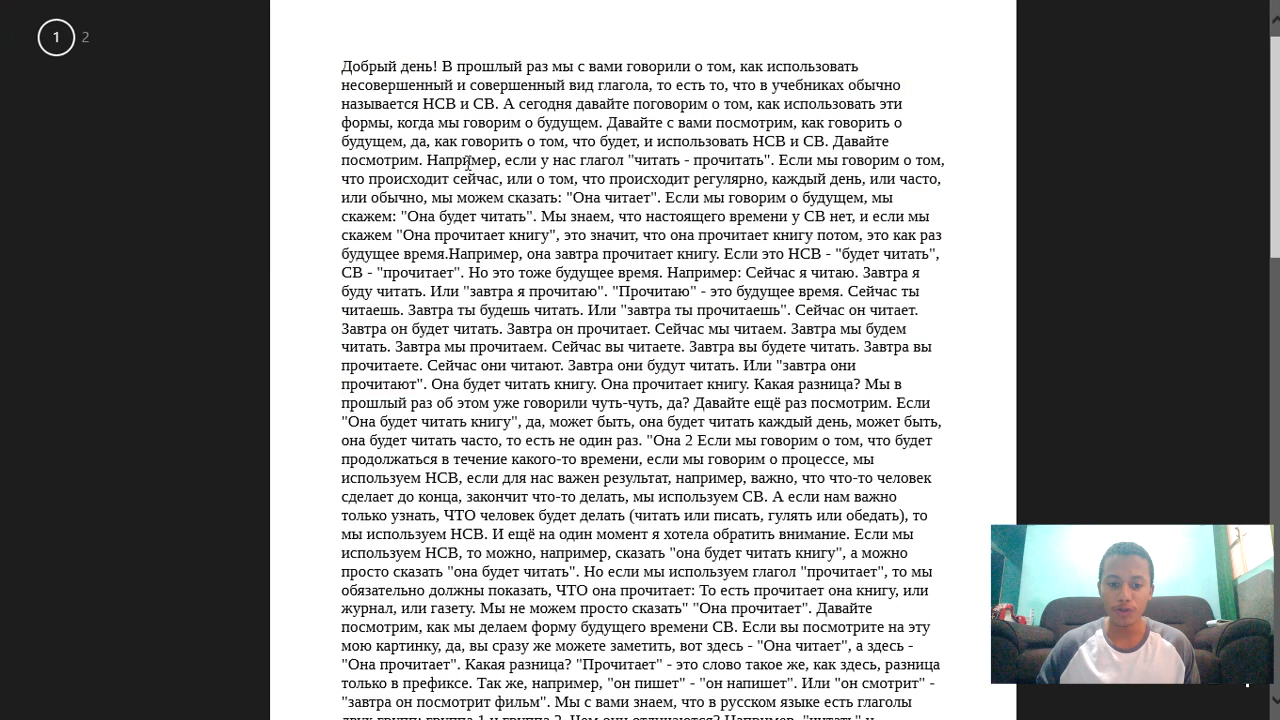 1 2
Добрый день! В прошлый раз мы с вами говорили о том, как использовать
несовершенный и совершенный вид глагола, то есть то, что в учебниках обычно
называется НСВ и СВ. А сегодня давайте поговорим о том, как использовать эти
формы, когда мы говорим о будущем. Давайте с вами посмотрим, как говорить о
будущем, да, как говорить о том, что будет, и использовать НСВ и СВ. Давайте
посмотрим. Например, если у нас глагол "читать - прочитать". Если мы говорим о том,
что происходит сейчас, или о том, что происходит регулярно, каждый день, или часто,
или обычно, мы можем сказать: "Она читает". Если мы говорим о будущем, мы
скажем: "Она будет читать". Мы знаем, что настоящего времени у СВ нет, и если мы
скажем "Она прочитает книгу", это значит, что она прочитает книгу потом, это как раз
будущее время.Например, она завтра прочитает книгу. Если это НСВ - "будет читать",
СВ - "прочитает". Но это тоже будущее время. Например: Сейчас я читаю. Завтра я
буду читать. Или "завтра я прочитаю". "Прочитаю" - это будущее время. Сейчас ты
читаешь. Завтра ты будешь читать. Или "завтра ты прочитаешь". Сейчас он читает.
Завтра он будет читать. Завтра он прочитает. Сейчас мы читаем. Завтра мы будем
читать. Завтра мы прочитаем. Сейчас вы читаете. Завтра вы будете читать. Завтра вы
прочитаете. Сейчас они читают. Завтра они будут читать. Или "завтра они
прочитают". Она будет читать книгу. Она прочитает книгу. Какая разница? Мы в
прошлый раз об этом уже говорили чуть-чуть, да? Давайте ещё раз посмотрим. Если
"Она будет читать книгу", да, может быть, она будет читать каждый день, может быть,
она будет читать часто, то есть не один раз. "Она 2 Если мы говорим о том, что будет
продолжаться в течение какого-то времени, если мы говорим о процессе, мы
используем НСВ, если для нас важен результат, например, важно, что что-то человек
сделает до конца, закончит что-то делать, мы используем СВ. А если нам важно
только узнать, ЧТО человек будет делать (читать или писать, гулять или обедать), то
мы используем НСВ. И ещё на один момент я хотела обратить внимание. Если мы
используем НСВ, то можно, например, сказать "она будет читать книгу", а можно
просто сказать "она будет читать". Но если мы используем глагол "прочитает", то мы
обязательно должны показать, ЧТО она прочитает: То есть прочитает она книгу, или
журнал, или газету. Мы не можем просто сказать" "Она прочитает". Давайте
посмотрим, как мы делаем форму будущего времени СВ. Если вы посмотрите на эту
мою картинку, да, вы сразу же можете заметить, вот здесь - "Она читает", а здесь -
"Она прочитает". Какая разница? "Прочитает" - это слово такое же, как здесь, разница
только в префиксе. Так же, например, "он пишет" - "он напишет". Или "он смотрит" -
"завтра он посмотрит фильм". Мы с вами знаем, что в русском языке есть глаголы
двух групп: группа 1 и группа 2. Чем они отличаются? Например, "читать" и